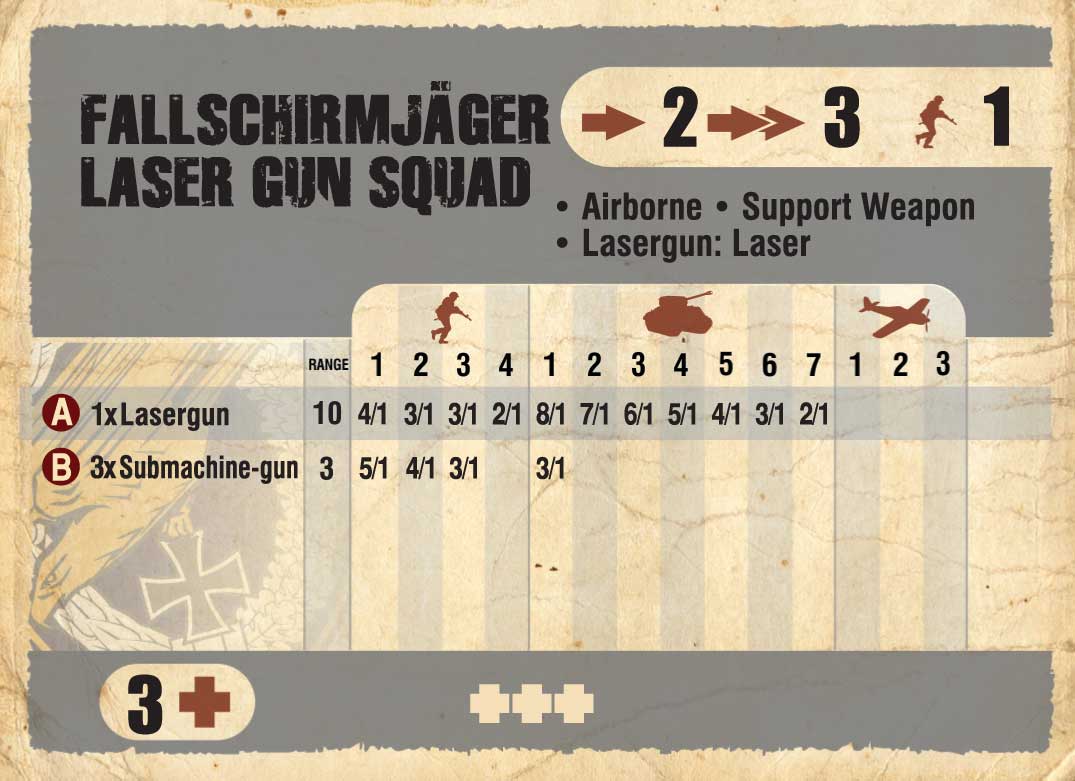 FALLSCHIRMJÄGER
LASER GUN SQUAD
2 3 1
• Airborne • Support Weapon
• Lasergun: Laser
RANGE 1 2 3 4 1 2 3 4 5 6 7 1 2 3
A 1x Lasergun 10 4/1 3/1 3/1 2/1 8/1 7/1 6/1 5/1 4/1 3/1 2/1
B 3x Submachine-gun 3 5/1 4/1 3/1 3/1
3